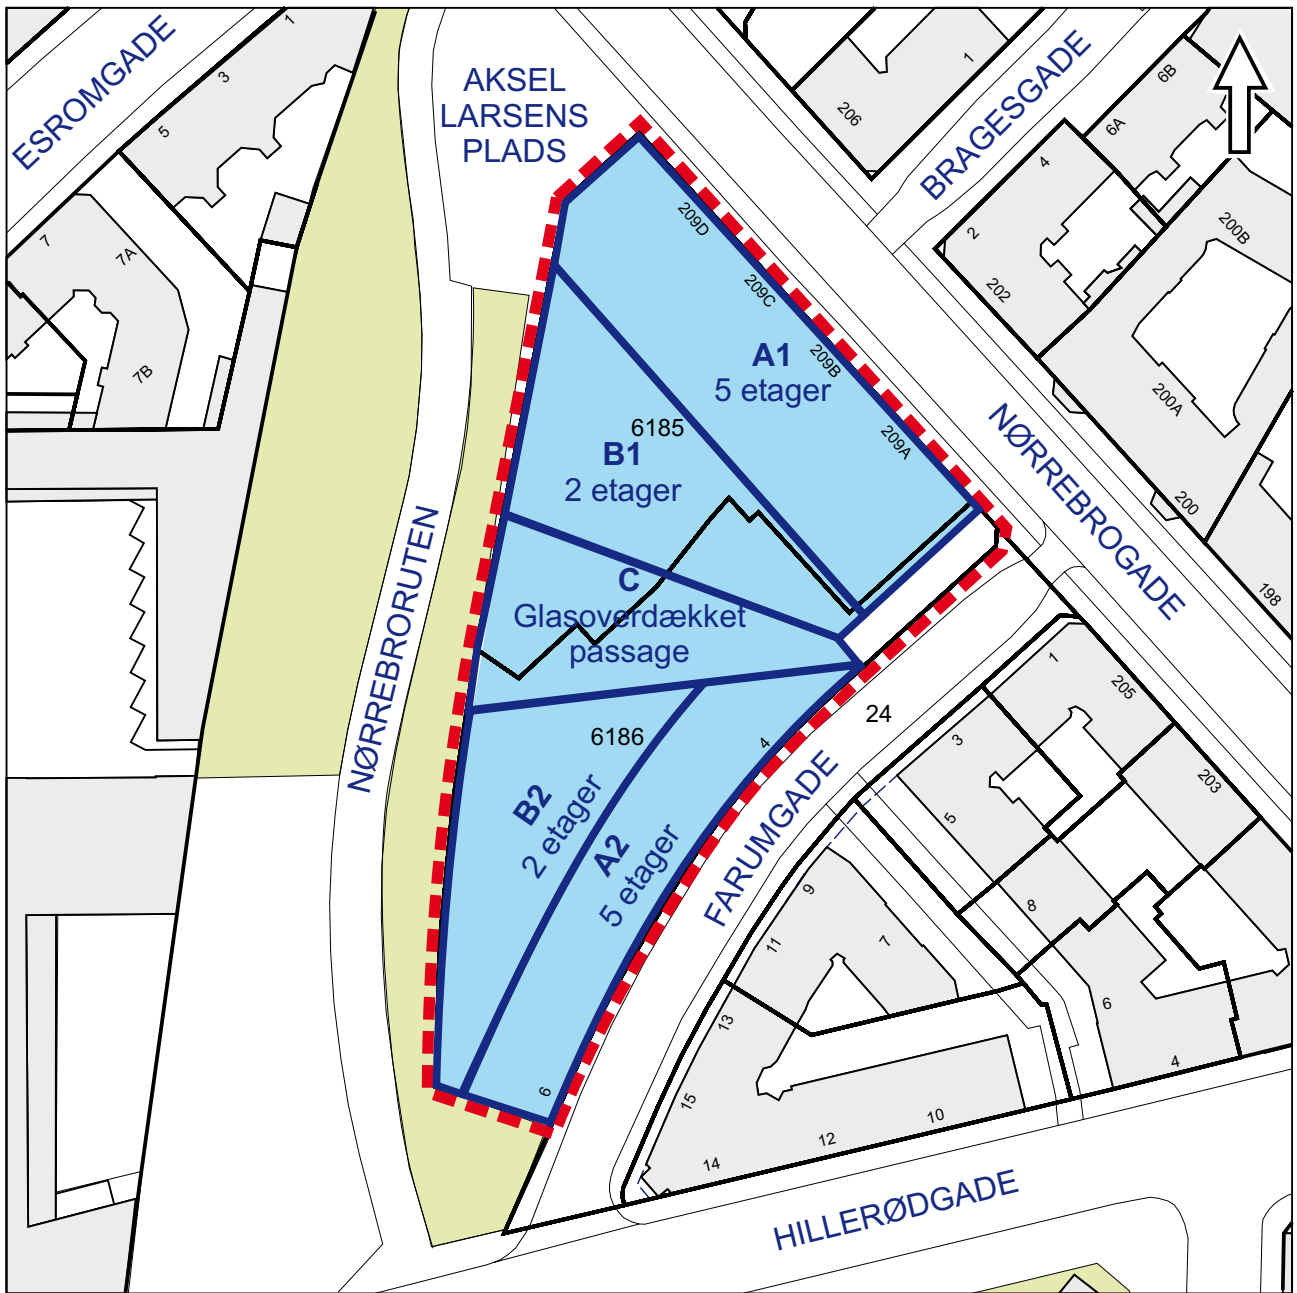 ESROMGADE
1
3
5
7
7A
7B
AKSEL
LARSENS
PLADS
206
1
BRAGESGADE
6B
6A
4
2
202
200B
200A
200
198
209D
209C
209B
209A
A1
5 etager
6185
B1
2 etager
NØRREBROGADE
C
Glasoverdækket
passage
NØRREBRORUTEN
6186
B2
2 etager
A2
5 etager
4
6
24
FARUMGADE
1
205
3
203
5
8
9
7
11
13
15
6
4
10
12
14
HILLERØDGADE